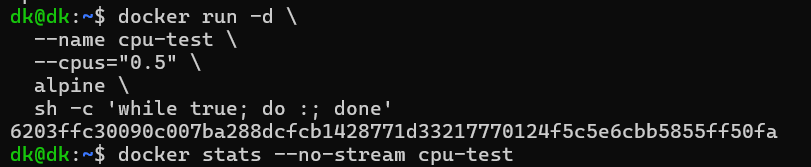 dk@dk:~$ docker run -d \
  --name cpu-test \
  --cpus="0.5" \
  alpine \
  sh -c 'while true; do :; done'
6203ffc30090c007ba288dcfcb1428771d33217770124f5c5e6cbb5855ff50fa
dk@dk:~$ docker stats --no-stream cpu-test